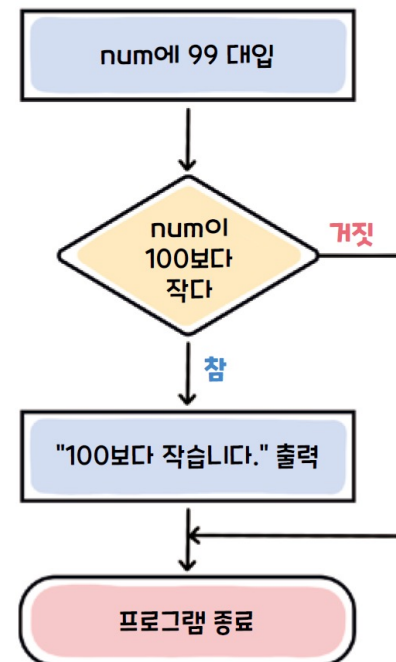 num에 99 대입
num이
100보다
작다
거짓
참
"100보다 작습니다." 출력
프로그램 종료